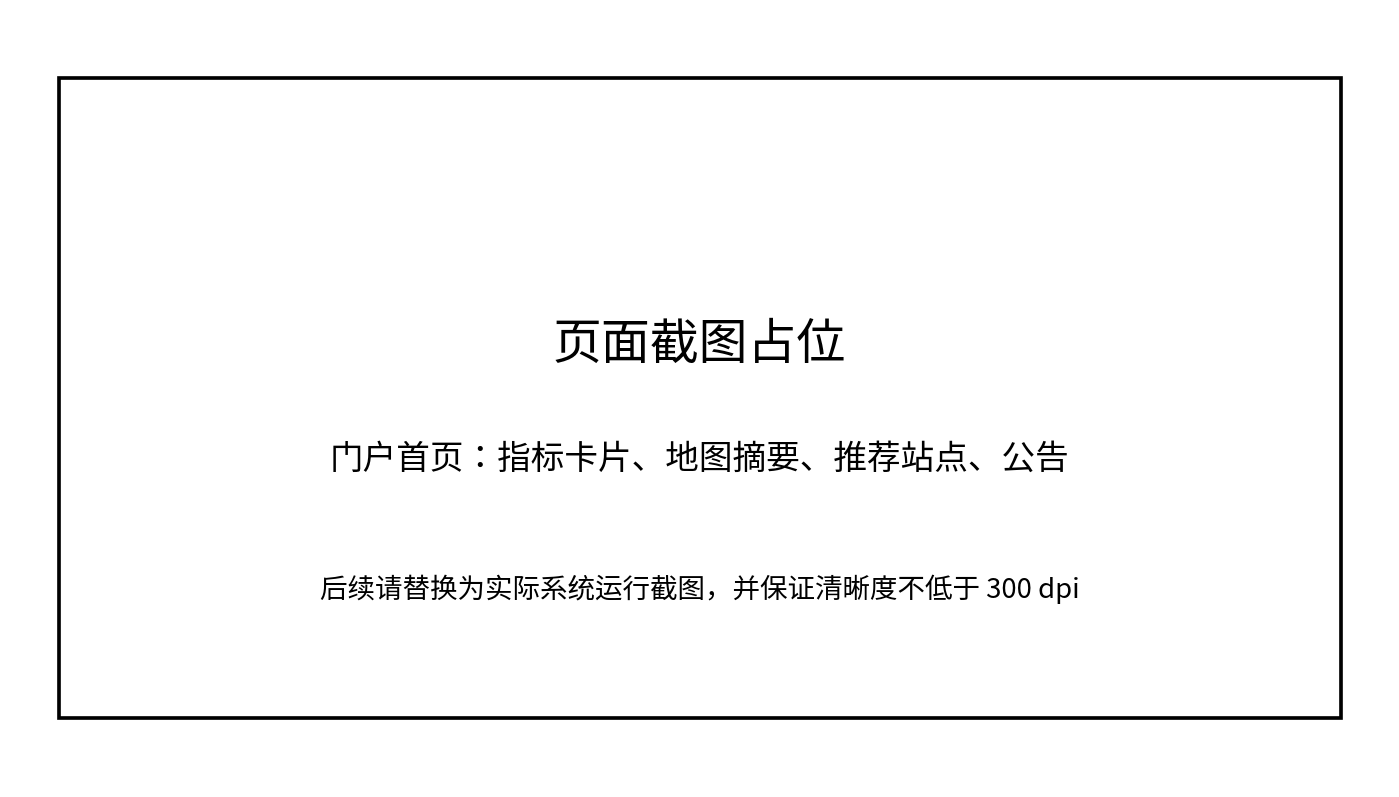 页面截图占位
门户首页：指标卡片、地图摘要、推荐站点、公告
后续请替换为实际系统运行截图，并保证清晰度不低于 300 dpi